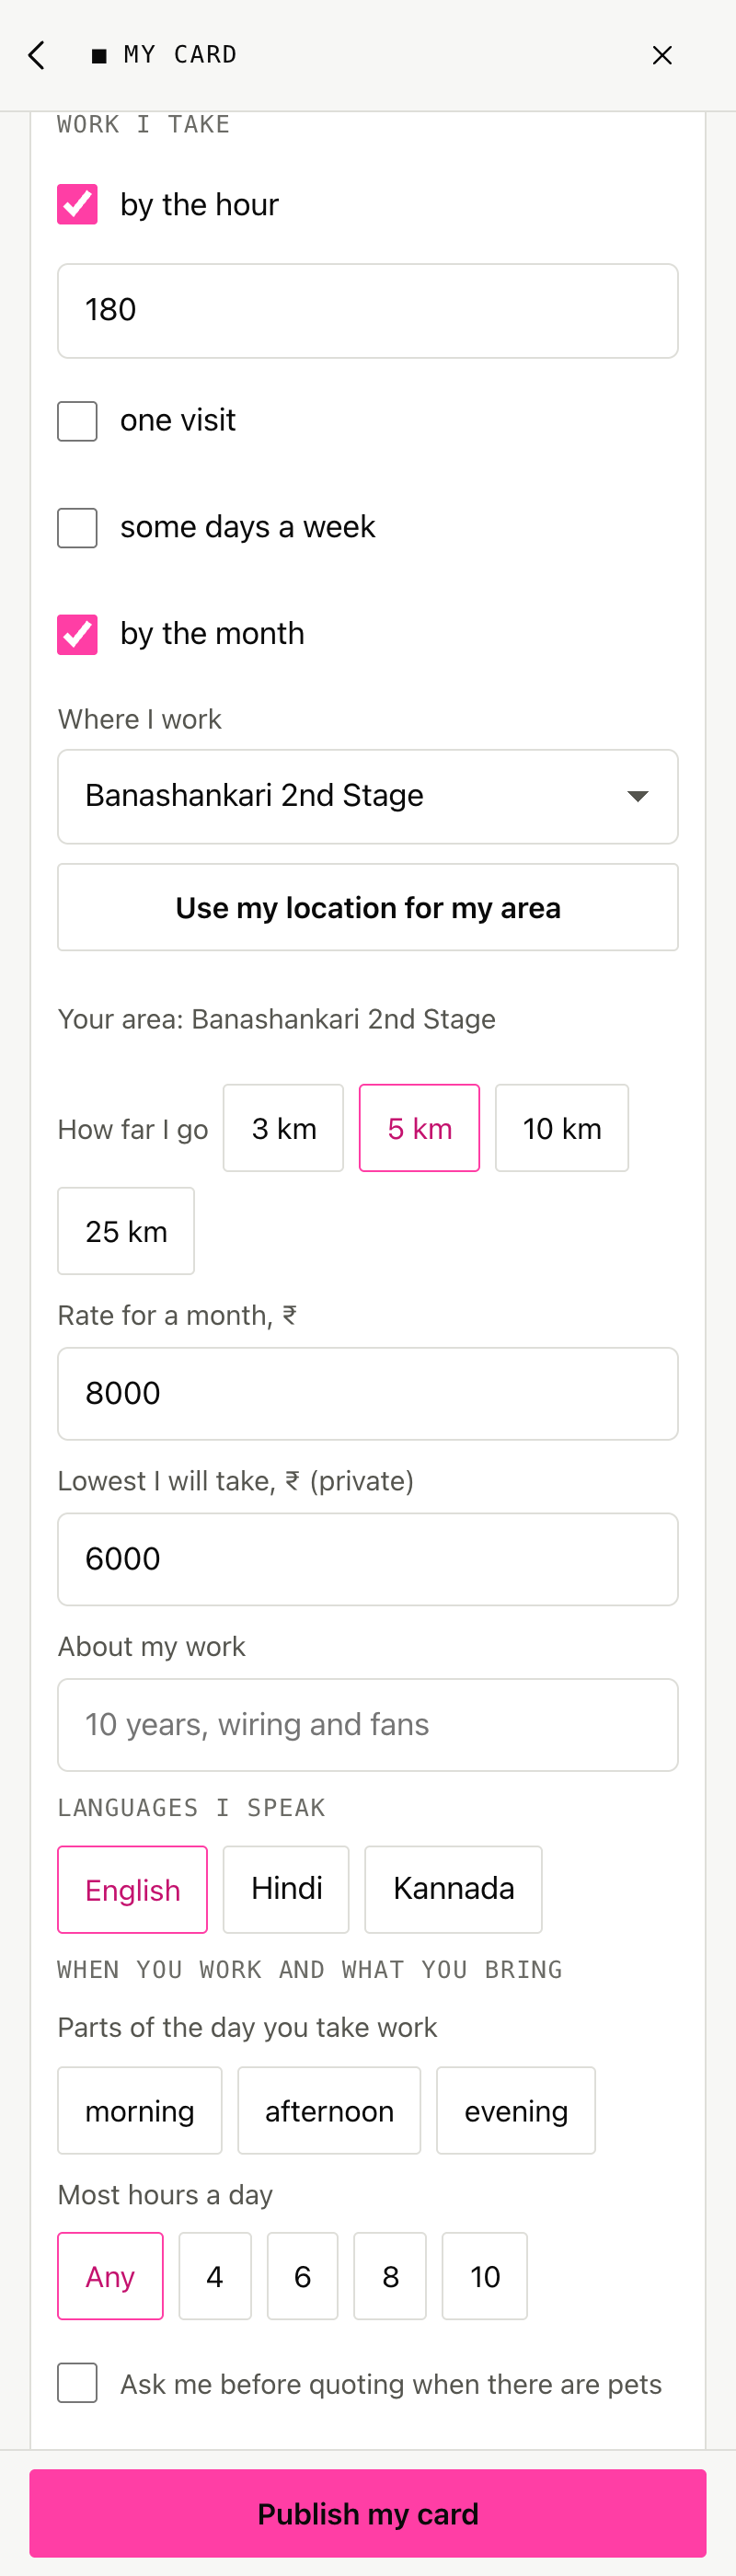 MY CARD
WORK I TAKE
by the hour
180
one visit
some days a week
by the month
Where I work
Banashankari 2nd Stage
Use my location for my area
Your area: Banashankari 2nd Stage
How far I go 3 km 5 km 10 km
25 km
Rate for a month, ₹
8000
Lowest I will take, ₹ (private)
6000
About my work
10 years, wiring and fans
LANGUAGES I SPEAK
English Hindi Kannada
WHEN YOU WORK AND WHAT YOU BRING
Parts of the day you take work
morning afternoon evening
Most hours a day
Any 4 6 8 10
Ask me before quoting when there are pets
Publish my card